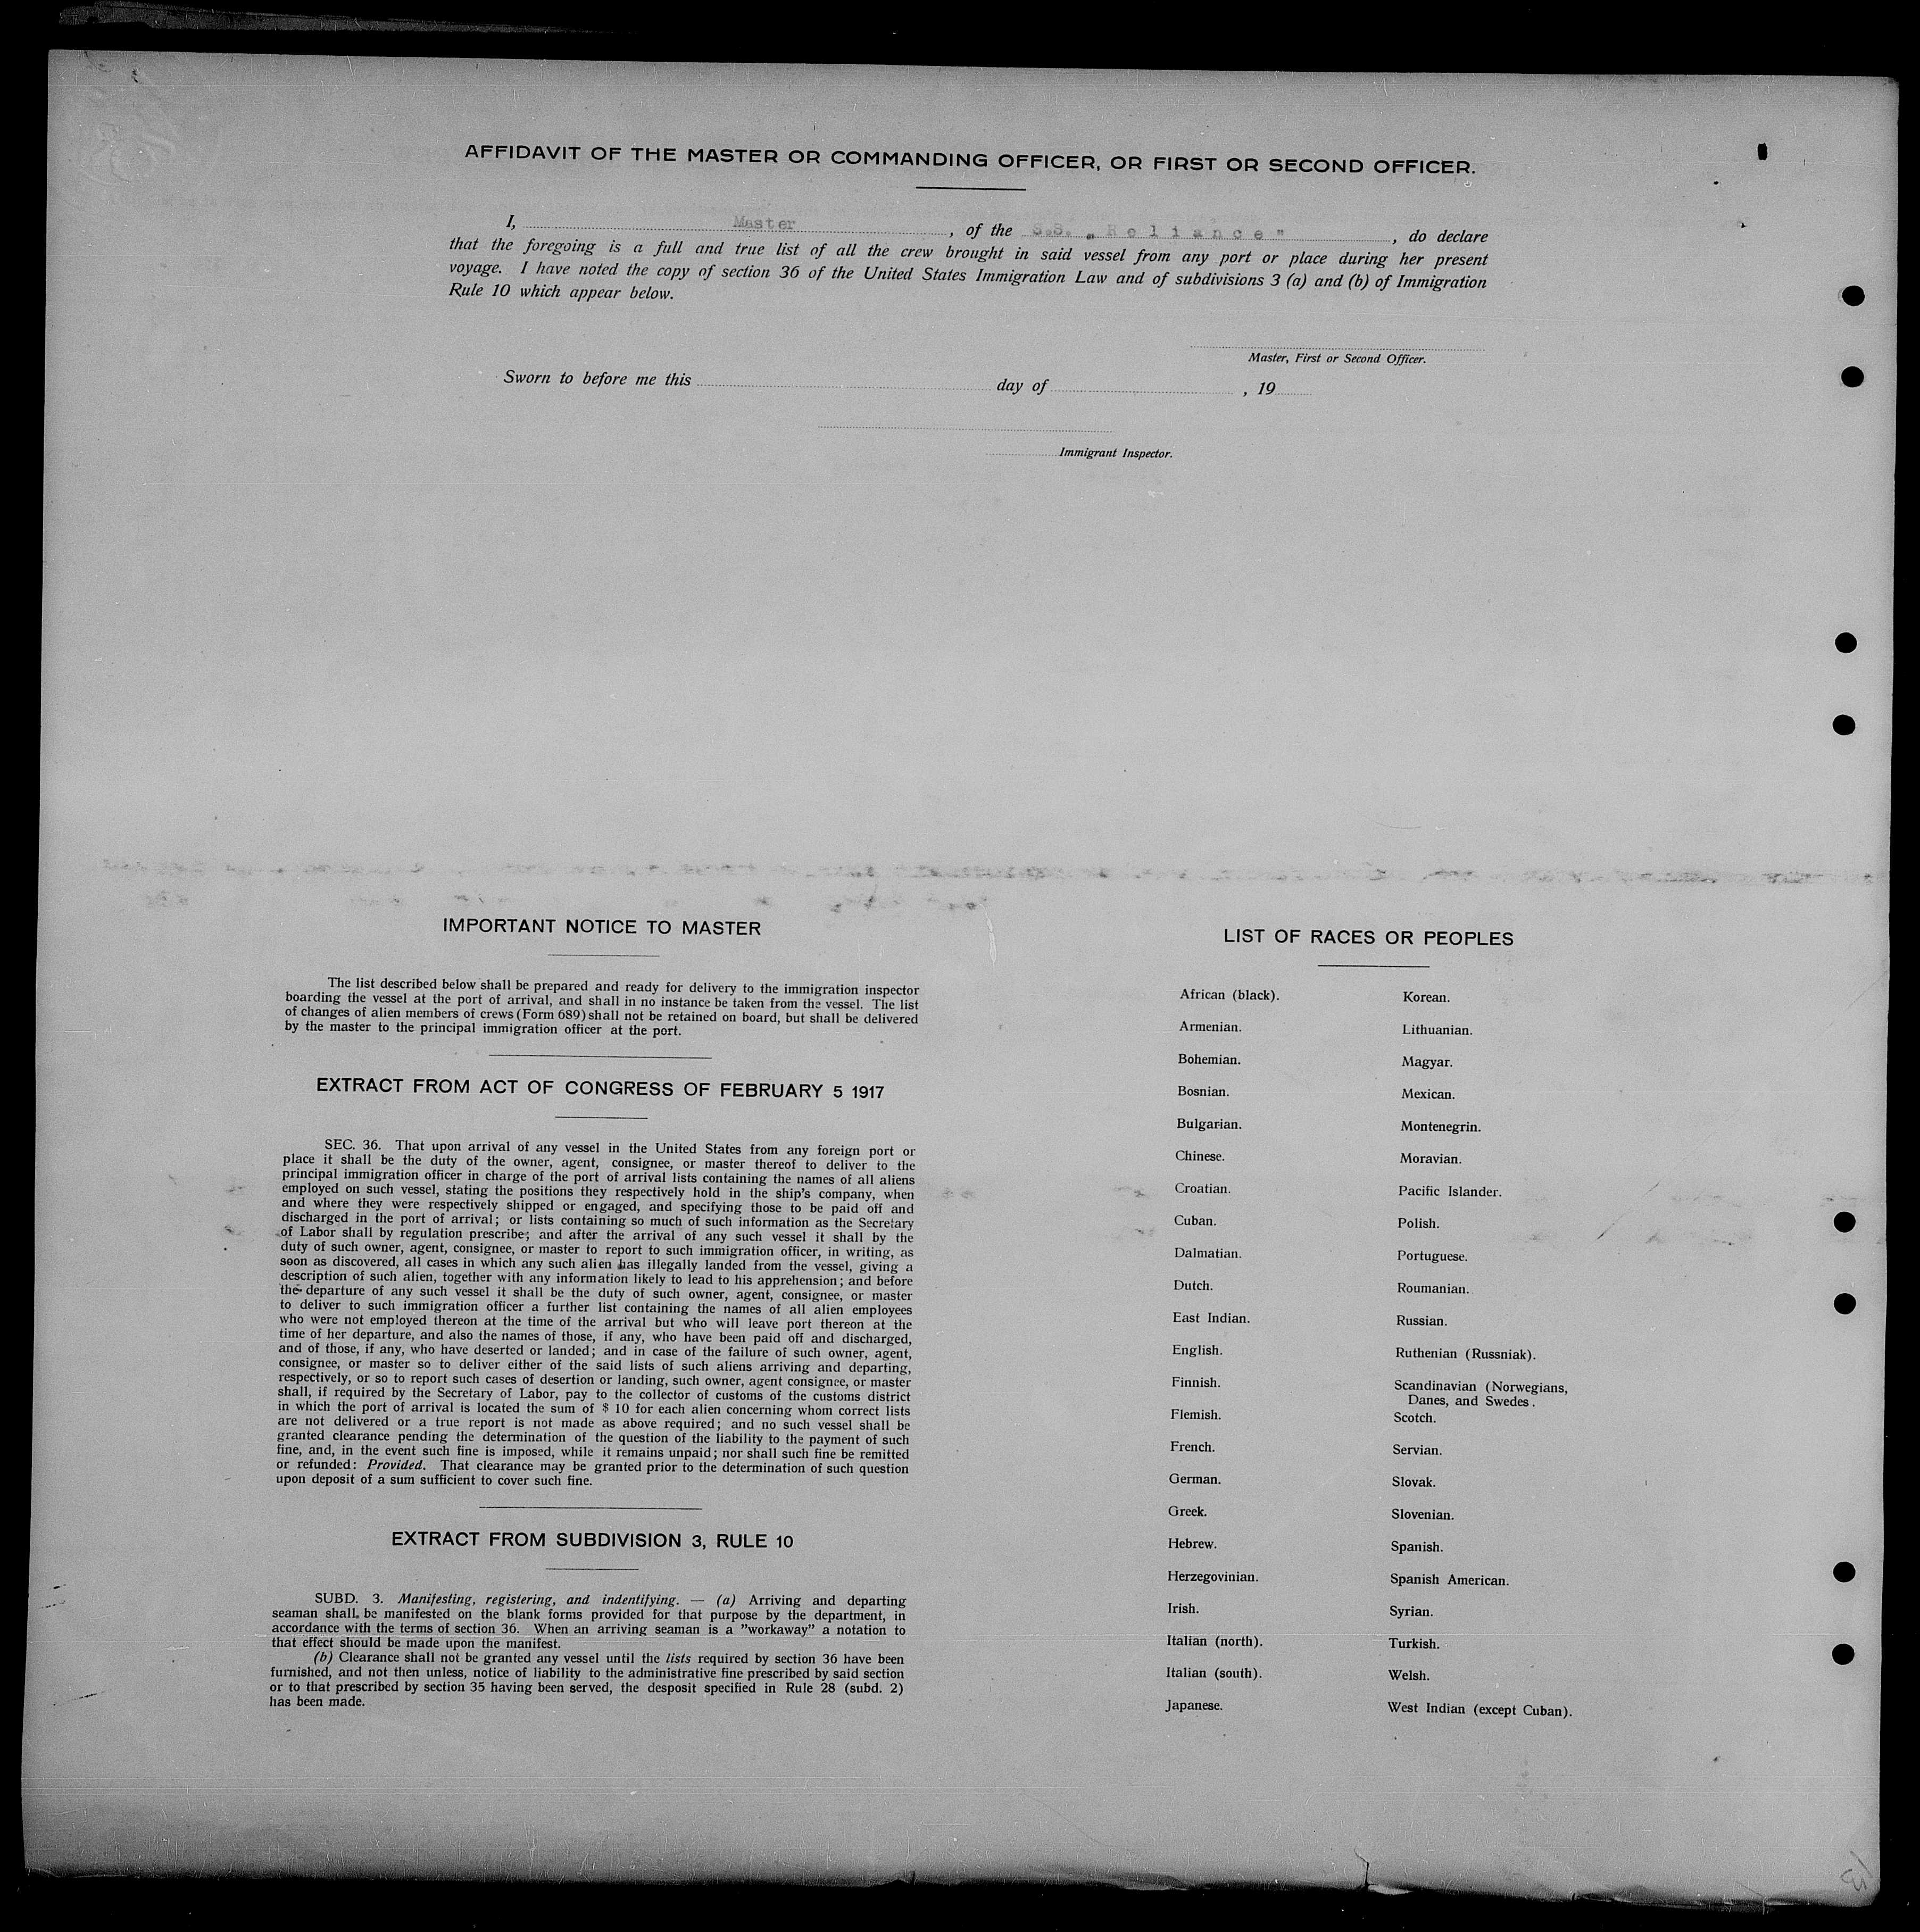 AFFIDAVIT OF THE MASTER OR COMMANDING OFFICER, OR FIRST OR SECOND OFFICER.
I, Master , of the S.S. „Reliance" , do declare
that the foregoing is a full and true list of all the crew brought in said vessel from any port or place during her present
voyage. I have noted the copy of section 36 of the United States Immigration Law and of subdivisions 3 (a) and (b) of Immigration
Rule 10 which appear below.
Master, First or Second Officer.
Sworn to before me this day of , 19
Immigrant Inspector.
IMPORTANT NOTICE TO MASTER
The list described below shall be prepared and ready for delivery to the immigration inspector
boarding the vessel at the port of arrival, and shall in no instance be taken from the vessel. The list
of changes of alien members of crews (Form 689) shall not be retained on board, but shall be delivered
by the master to the principal immigration officer at the port.
EXTRACT FROM ACT OF CONGRESS OF FEBRUARY 5 1917
SEC. 36. That upon arrival of any vessel in the United States from any foreign port or
place it shall be the duty of the owner, agent, consignee, or master thereof to deliver to the
principal immigration officer in charge of the port of arrival lists containing the names of all aliens
employed on such vessel, stating the positions they respectively hold in the ship's company, when
and where they were respectively shipped or engaged, and specifying those to be paid off and
discharged in the port of arrival; or lists containing so much of such information as the Secretary
of Labor shall by regulation prescribe; and after the arrival of any such vessel it shall by the
duty of such owner, agent, consignee, or master to report to such immigration officer, in writing, as
soon as discovered, all cases in which any such alien has illegally landed from the vessel, giving a
description of such alien, together with any information likely to lead to his apprehension; and before
the departure of any such vessel it shall be the duty of such owner, agent, consignee, or master
to deliver to such immigration officer a further list containing the names of all alien employees
who were not employed thereon at the time of the arrival but who will leave port thereon at the
time of her departure, and also the names of those, if any, who have been paid off and discharged,
and of those, if any, who have deserted or landed; and in case of the failure of such owner, agent,
consignee, or master so to deliver either of the said lists of such aliens arriving and departing,
respectively, or so to report such cases of desertion or landing, such owner, agent consignee, or master
shall, if required by the Secretary of Labor, pay to the collector of customs of the customs district
in which the port of arrival is located the sum of $ 10 for each alien concerning whom correct lists
are not delivered or a true report is not made as above required; and no such vessel shall be
granted clearance pending the determination of the question of the liability to the payment of such
fine, and, in the event such fine is imposed, while it remains unpaid; nor shall such fine be remitted
or refunded: Provided. That clearance may be granted prior to the determination of such question
upon deposit of a sum sufficient to cover such fine.
EXTRACT FROM SUBDIVISION 3, RULE 10
SUBD. 3. Manifesting, registering, and indentifying. — (a) Arriving and departing
seaman shall be manifested on the blank forms provided for that purpose by the department, in
accordance with the terms of section 36. When an arriving seaman is a "workaway" a notation to
that effect should be made upon the manifest.
(b) Clearance shall not be granted any vessel until the lists required by section 36 have been
furnished, and not then unless, notice of liability to the administrative fine prescribed by said section
or to that prescribed by section 35 having been served, the desposit specified in Rule 28 (subd. 2)
has been made.
LIST OF RACES OR PEOPLES
African (black).
Armenian.
Bohemian.
Bosnian.
Bulgarian.
Chinese.
Croatian.
Cuban.
Dalmatian.
Dutch.
East Indian.
English.
Finnish.
Flemish.
French.
German.
Greek.
Hebrew.
Herzegovinian.
Irish.
Italian (north).
Italian (south).
Japanese.
Korean.
Lithuanian.
Magyar.
Mexican.
Montenegrin.
Moravian.
Pacific Islander.
Polish.
Portuguese.
Roumanian.
Russian.
Ruthenian (Russniak).
Scandinavian (Norwegians,
Danes, and Swedes.
Scotch.
Servian.
Slovak.
Slovenian.
Spanish.
Spanish American.
Syrian.
Turkish.
Welsh.
West Indian (except Cuban).